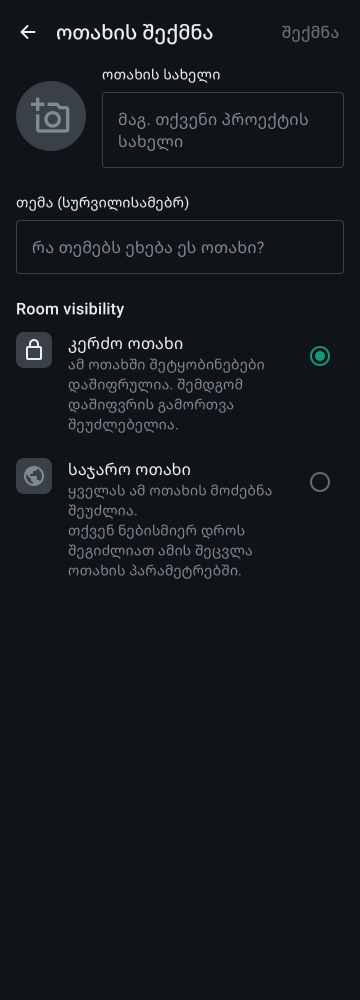 ოთახის შექმნა
შექმნა
ოთახის სახელი
მაგ. თქვენი პროექტის
სახელი
თემა (სურვილისამებრ)
რა თემებს ეხება ეს ოთახი?
Room visibility
კერძო ოთახი
ამ ოთახში შეტყობინებები
დაშიფრულია. შემდგომ
დაშიფვრის გამორთვა
შეუძლებელია.
საჯარო ოთახი
ყველას ამ ოთახის მოძებნა
შეუძლია.
თქვენ ნებისმიერ დროს
შეგიძლიათ ამის შეცვლა
ოთახის პარამეტრებში.